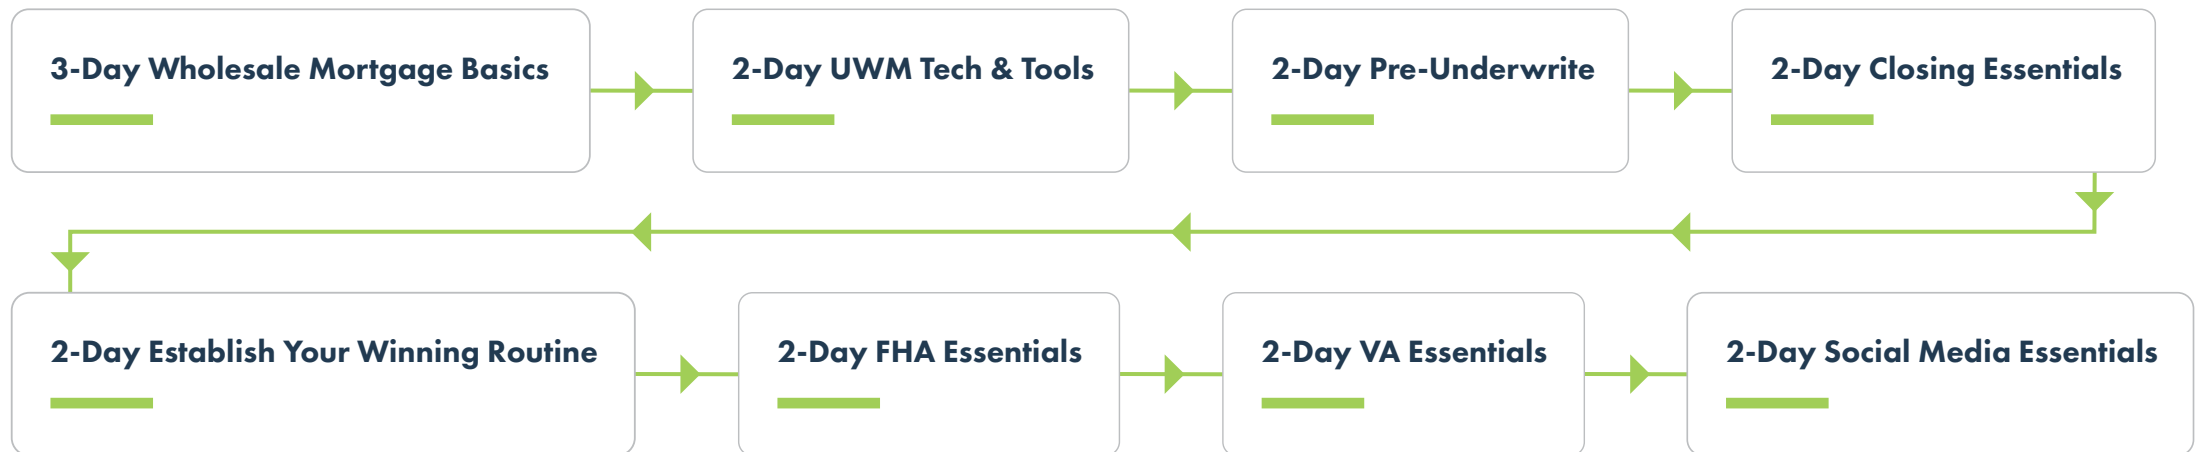 3-Day Wholesale Mortgage Basics
2-Day UWM Tech & Tools
2-Day Pre-Underwrite
2-Day Closing Essentials
2-Day Establish Your Winning Routine
2-Day FHA Essentials
2-Day VA Essentials
2-Day Social Media Essentials